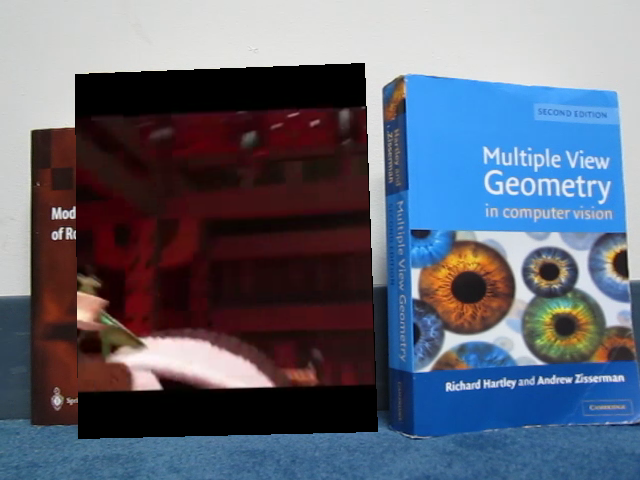 Mod
of Ro
Hartley and
Zisserman
Multiple View Geometry
SECOND EDITION
Multiple View
Geometry
in computer vision
Richard Hartley and Andrew Zisserman
CAMBRIDGE